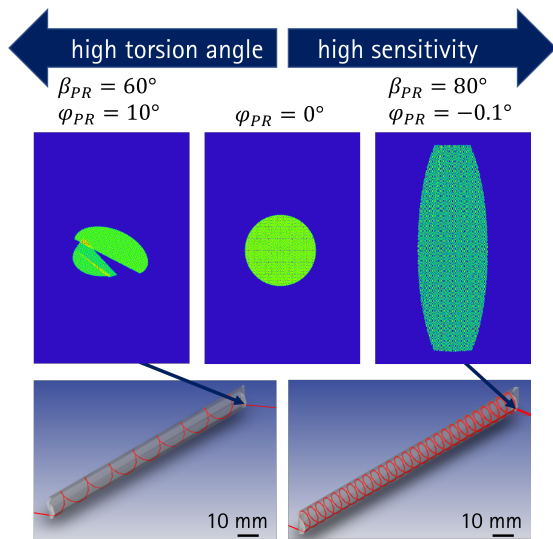 high torsion angle
high sensitivity
β_PR = 60°
φ_PR = 10°
φ_PR = 0°
β_PR = 80°
φ_PR = −0.1°
10 mm
10 mm